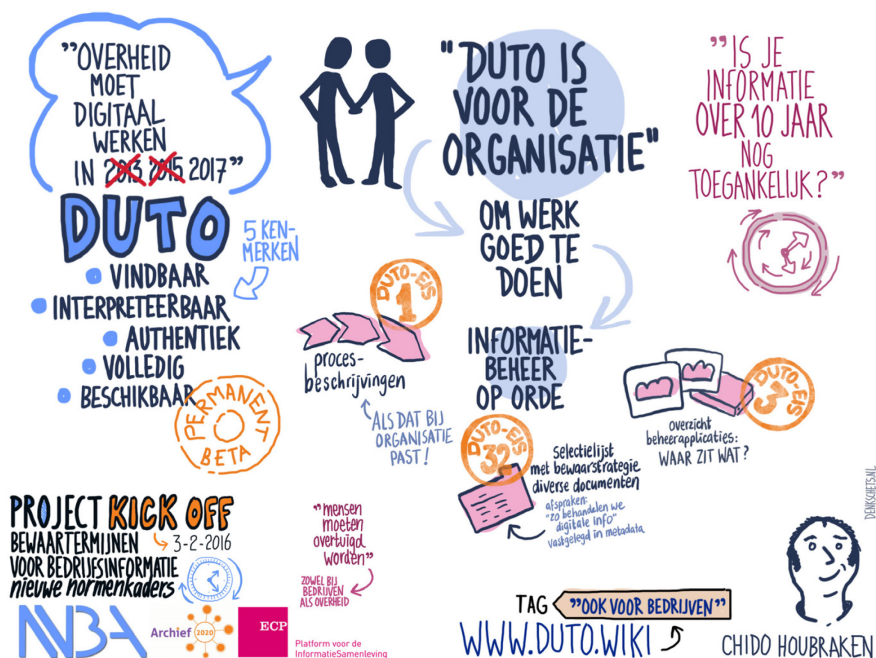 "OVERHEID
MOET
DIGITAAL
WERKEN
IN 2013 2015 2017"
DUTO
5 KEN-
MERKEN
VINDBAAR
INTERPRETEERBAAR
AUTHENTIEK
VOLLEDIG
BESCHIKBAAR
PERMANENT
BETA
"DUTO IS
VOOR DE
ORGANISATIE"
OM WERK
GOED TE
DOEN
INFORMATIE-
BEHEER
OP ORDE
"IS JE
INFORMATIE
OVER 10 JAAR
NOG
TOEGANKELIJK?"
DUTO-EIS
1
proces-
beschrijvingen
ALS DAT BIJ
ORGANISATIE
PAST!
DUTO-EIS
32
Selectielijst
met bewaarstrategie
diverse documenten
afspraken:
"zo behandelen we
digitale info"
vastgelegd in metadata
DUTO-EIS
3
overzicht
beheerapplicaties:
WAAR ZIT WAT?
PROJECT KICK OFF
BEWAARTERMIJNEN
3-2-2016
VOOR BEDRIJFSINFORMATIE
nieuwe normenkaders
"mensen
moeten
overtuigd
worden"
ZOWEL BIJ
BEDRIJVEN
ALS OVERHEID
NBA
Archief 2020
ECP
Platform voor de
InformatieSamenleving
TAG "OOK VOOR BEDRIJVEN"
WWW.DUTO.WIKI
CHIDO HOUBRAKEN
DENKSCHETS.NL